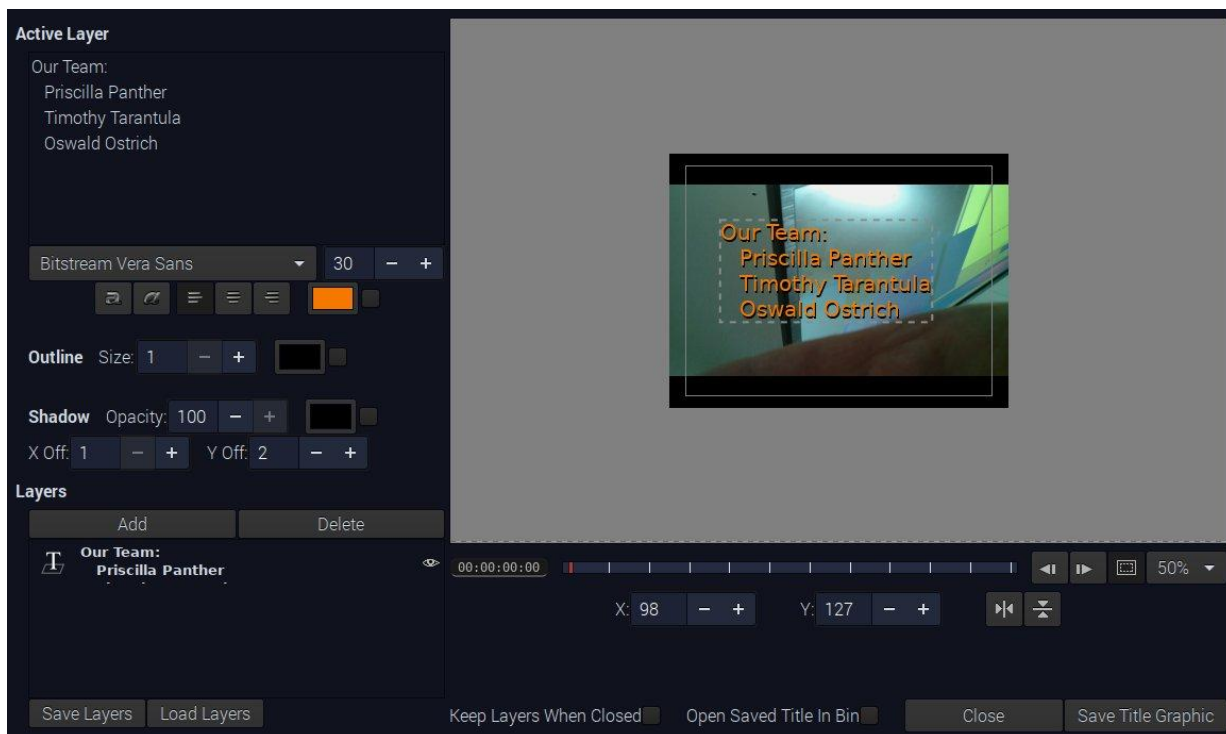 Active Layer
Our Team:
Priscilla Panther
Timothy Tarantula
Oswald Ostrich
Bitstream Vera Sans 30 - +
a a
Outline Size: 1 - +
Shadow Opacity: 100 - +
X Off: 1 - + Y Off: 2 - +
Layers
Add Delete
T Our Team:
Priscilla Panther
Save Layers Load Layers
Our Team:
Priscilla Panther
Timothy Tarantula
Oswald Ostrich
00:00:00:00 50%
X: 98 - + Y: 127 - +
Keep Layers When Closed Open Saved Title In Bin Close Save Title Graphic